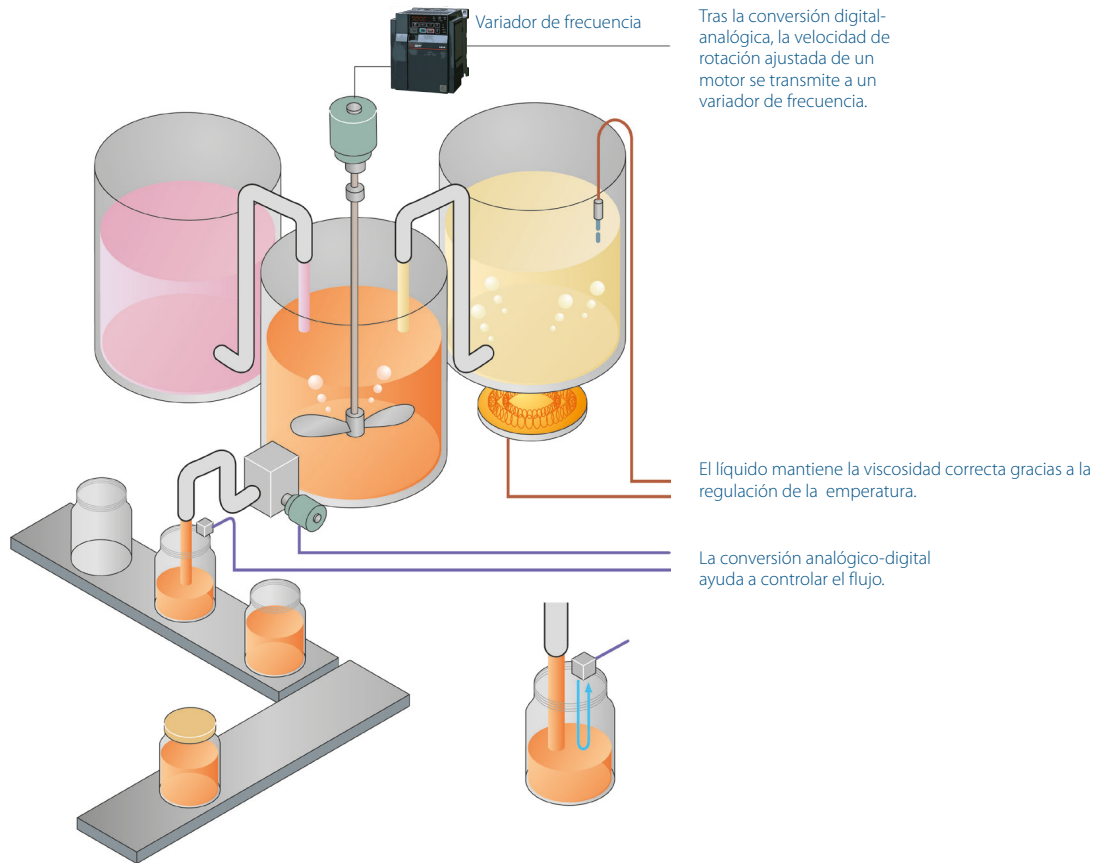 Variador de frecuencia
Tras la conversión digital-
analógica, la velocidad de
rotación ajustada de un
motor se transmite a un
variador de frecuencia.
El líquido mantiene la viscosidad correcta gracias a la
regulación de la  emperatura.
La conversión analógico-digital
ayuda a controlar el flujo.